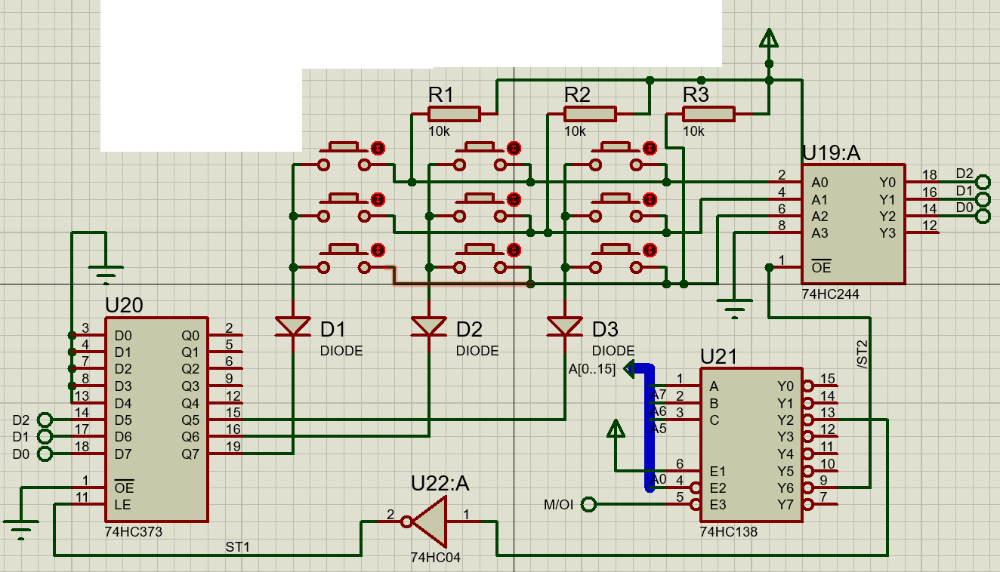 R1
10k
R2
10k
R3
10k
U19:A
2 A0 Y0 18 D2
4 A1 Y1 16 D1
6 A2 Y2 14 D0
8 A3 Y3 12
1 OE
74HC244
U20
3 D0 Q0 2
4 D1 Q1 5
7 D2 Q2 6
8 D3 Q3 9
13 D4 Q4 12
D2 14 D5 Q5 15
D1 17 D6 Q6 16
D0 18 D7 Q7 19
1 OE
11 LE
74HC373
D1
DIODE
D2
DIODE
D3
DIODE
A[0..15]
U21
/ST2
1 A Y0 15
A7
2 B Y1 14
A6
3 C Y2 13
A5
Y3 12
Y4 11
6 E1 Y5 10
A0
4 E2 Y6 9
M/OI 5 E3 Y7 7
74HC138
U22:A
2 1
74HC04
ST1